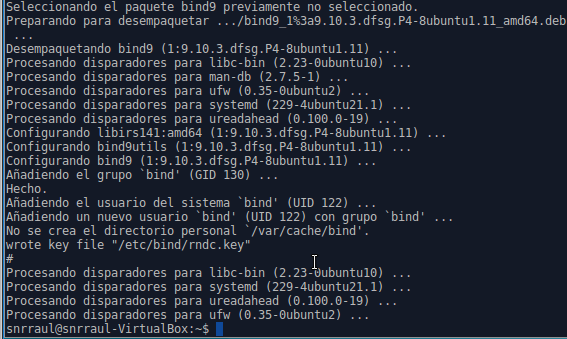 Seleccionando el paquete bind9 previamente no seleccionado.
Preparando para desempaquetar .../bind9_1%3a9.10.3.dfsg.P4-8ubuntu1.11_amd64.deb
...
Desempaquetando bind9 (1:9.10.3.dfsg.P4-8ubuntu1.11) ...
Procesando disparadores para libc-bin (2.23-0ubuntu10) ...
Procesando disparadores para man-db (2.7.5-1) ...
Procesando disparadores para ufw (0.35-0ubuntu2) ...
Procesando disparadores para systemd (229-4ubuntu21.1) ...
Procesando disparadores para ureadahead (0.100.0-19) ...
Configurando libirs141:amd64 (1:9.10.3.dfsg.P4-8ubuntu1.11) ...
Configurando bind9utils (1:9.10.3.dfsg.P4-8ubuntu1.11) ...
Configurando bind9 (1:9.10.3.dfsg.P4-8ubuntu1.11) ...
Añadiendo el grupo `bind' (GID 130) ...
Hecho.
Añadiendo el usuario del sistema `bind' (UID 122) ...
Añadiendo un nuevo usuario `bind' (UID 122) con grupo `bind' ...
No se crea el directorio personal `/var/cache/bind'.
wrote key file "/etc/bind/rndc.key"
#
Procesando disparadores para libc-bin (2.23-0ubuntu10) ...
Procesando disparadores para systemd (229-4ubuntu21.1) ...
Procesando disparadores para ureadahead (0.100.0-19) ...
Procesando disparadores para ufw (0.35-0ubuntu2) ...
snrraul@snrraul-VirtualBox:~$